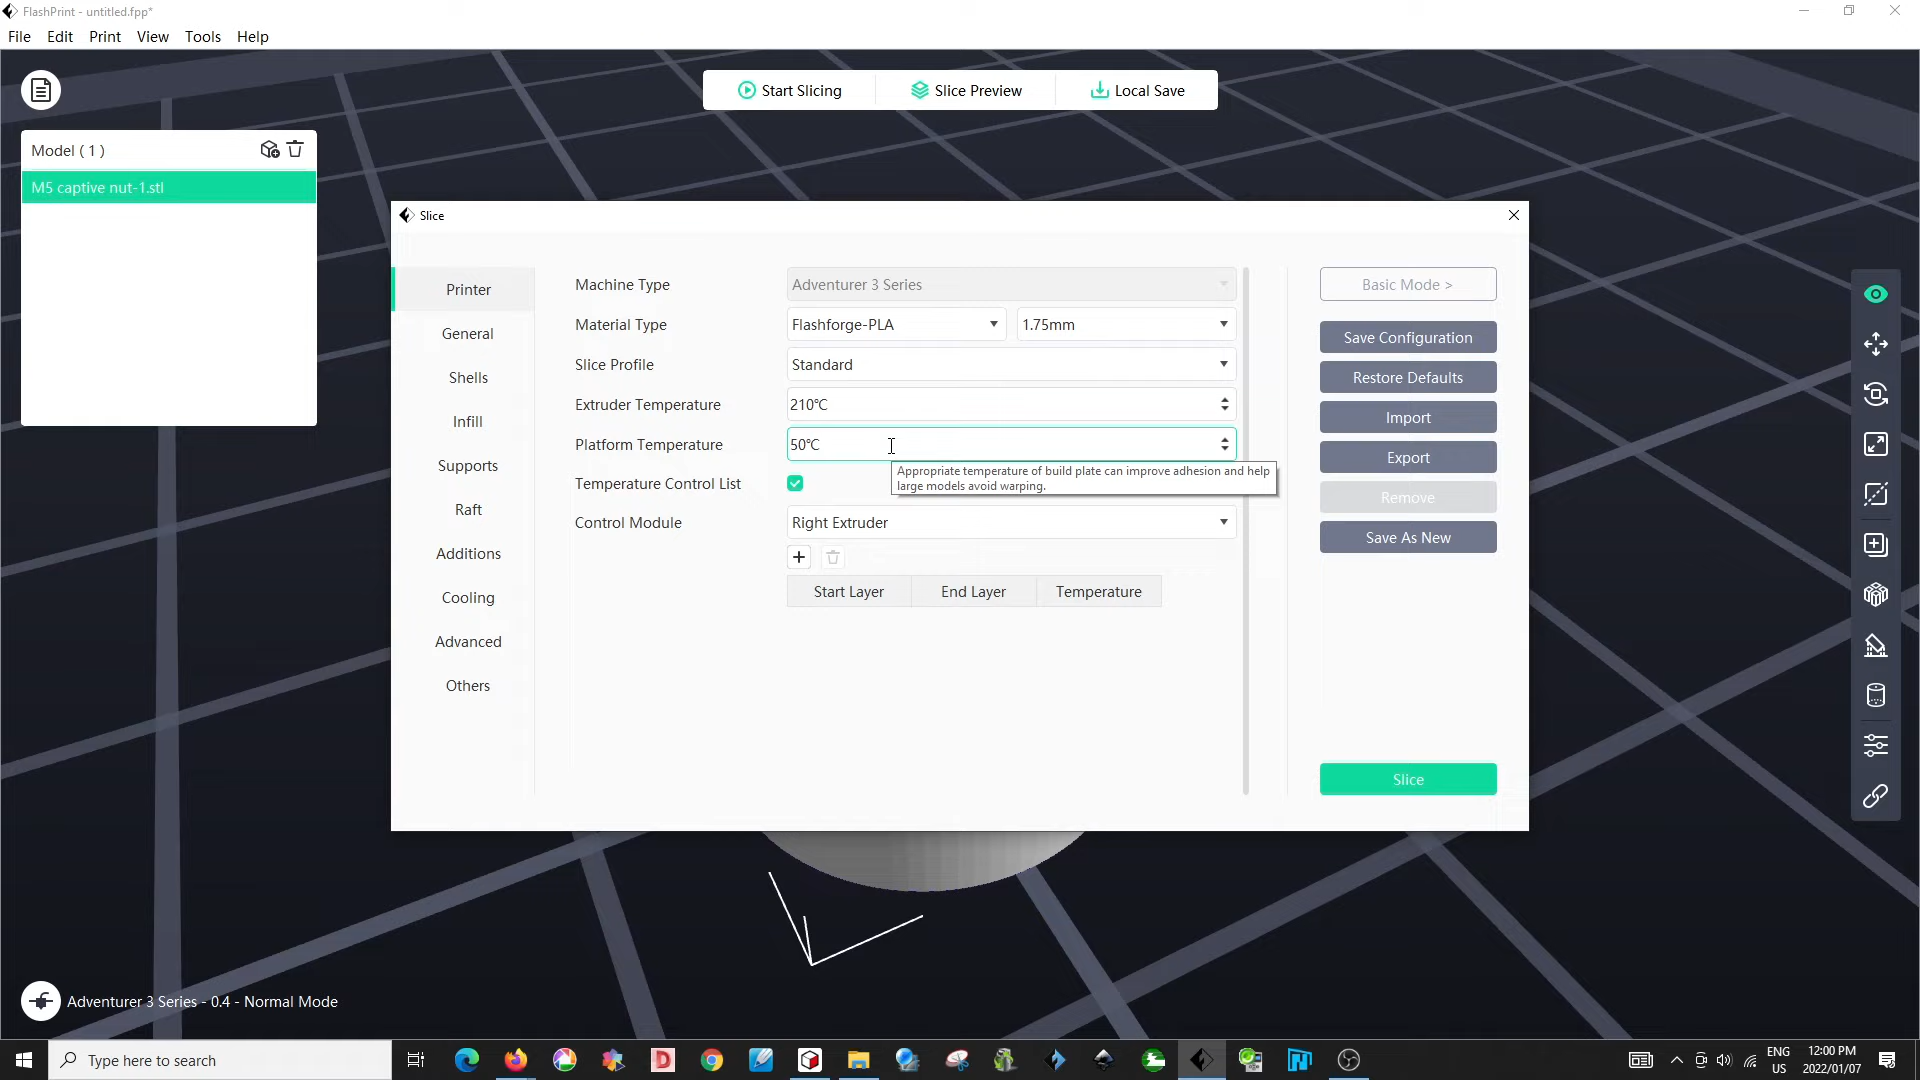 FlashPrint - untitled.fpp*
File Edit Print View Tools Help
Start Slicing Slice Preview Local Save
Model ( 1 )
M5 captive nut-1.stl
Slice
Printer
General
Shells
Infill
Supports
Raft
Additions
Cooling
Advanced
Others
Machine Type Adventurer 3 Series
Material Type Flashforge-PLA 1.75mm
Slice Profile Standard
Extruder Temperature 210℃
Platform Temperature 50℃
Appropriate temperature of build plate can improve adhesion and help
large models avoid warping.
Temperature Control List
Control Module Right Extruder
+
Start Layer End Layer Temperature
Basic Mode >
Save Configuration
Restore Defaults
Import
Export
Remove
Save As New
Slice
Adventurer 3 Series - 0.4 - Normal Mode
Type here to search
ENG
US
12:00 PM
2022/01/07